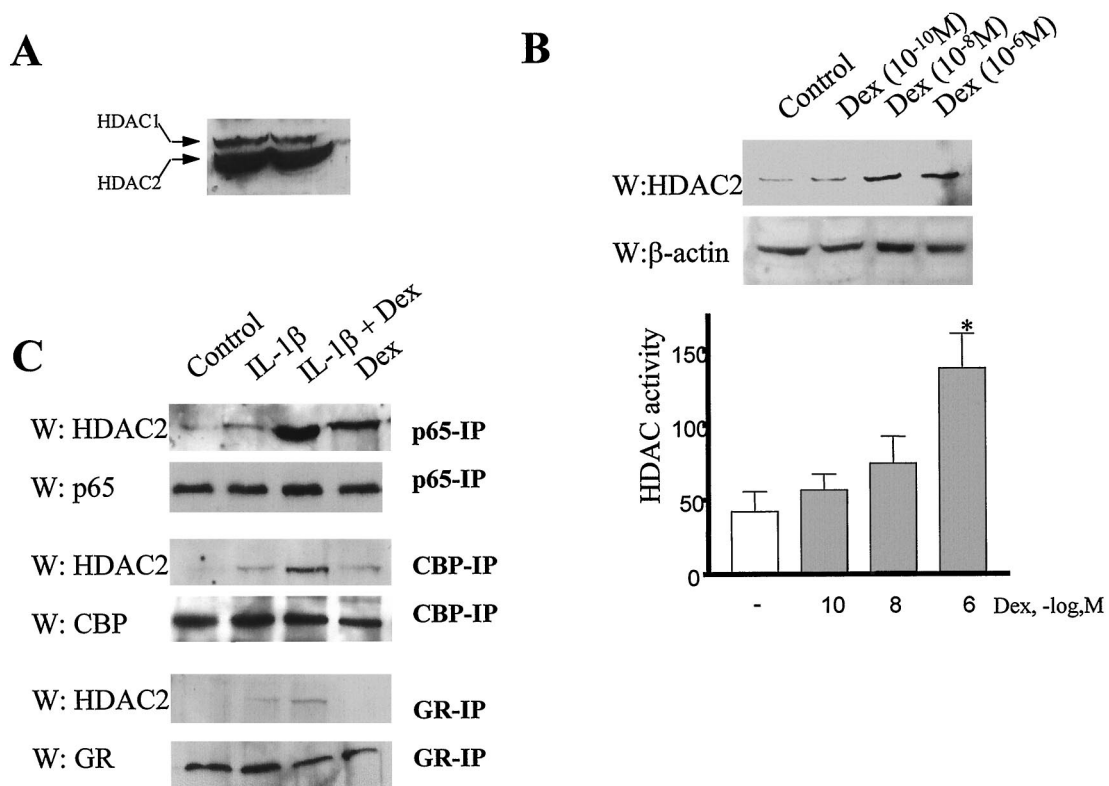 A
HDAC1
HDAC2
B
Control
Dex (10⁻¹⁰M)
Dex (10⁻⁸M)
Dex (10⁻⁶M)
W:HDAC2
W:β-actin
HDAC activity
150
100
50
0
*
- 10 8 6 Dex, -log,M
C
Control
IL-1β
IL-1β + Dex
Dex
W: HDAC2 p65-IP
W: p65 p65-IP
W: HDAC2 CBP-IP
W: CBP CBP-IP
W: HDAC2 GR-IP
W: GR GR-IP